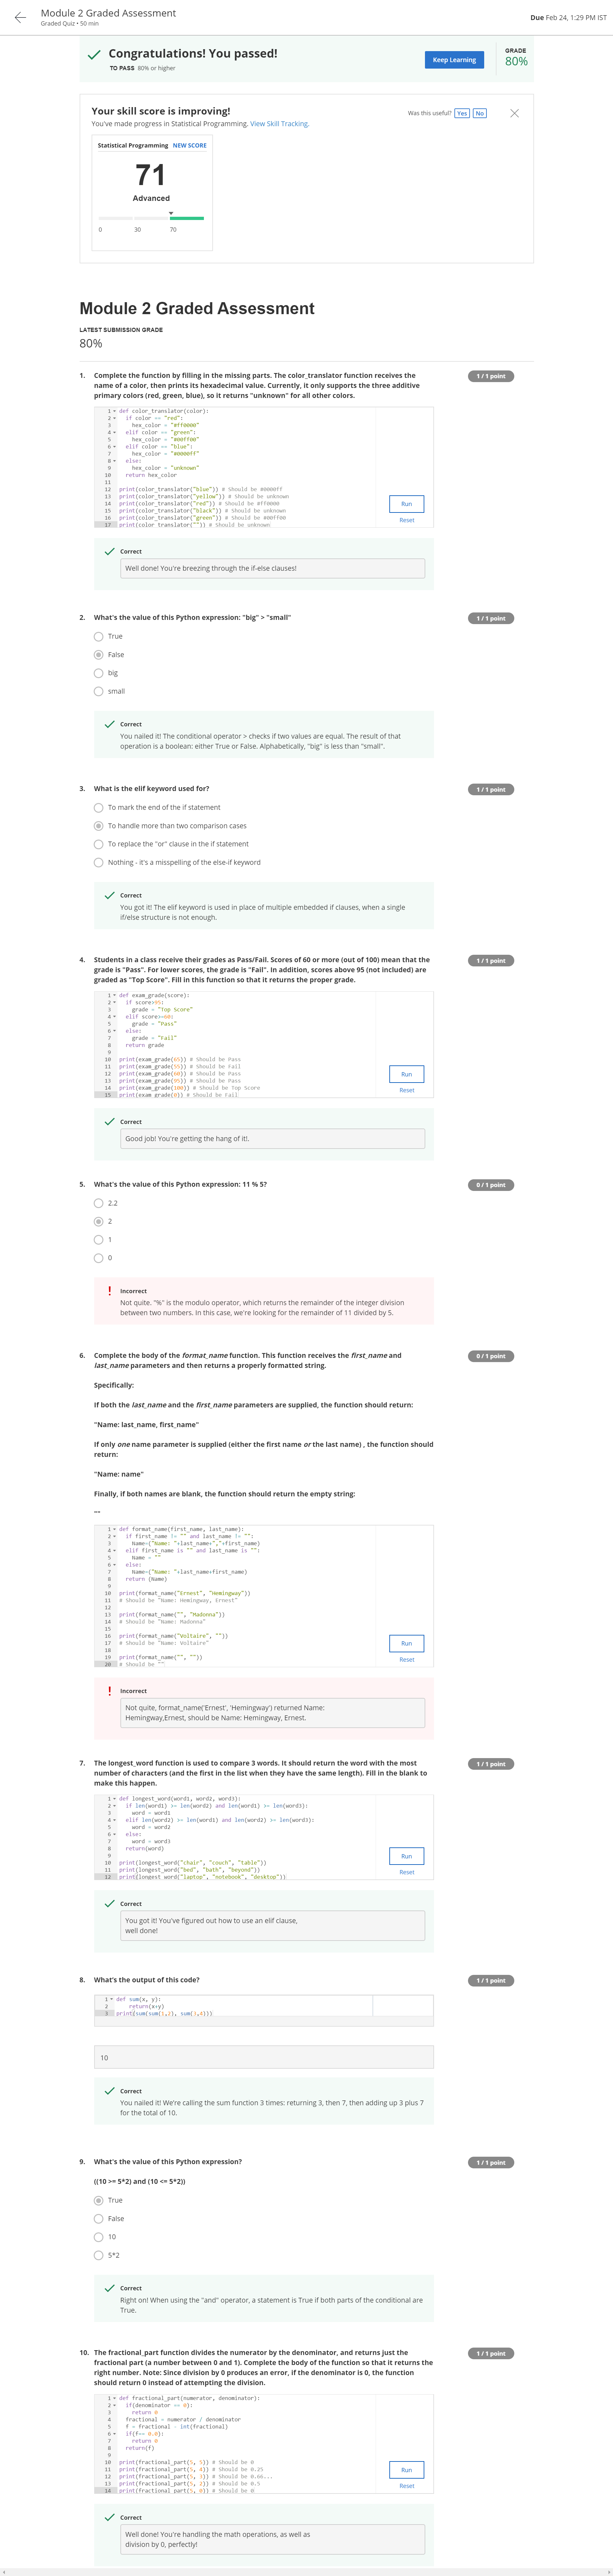 Module 2 Graded Assessment
Graded Quiz • 50 min
Due Feb 24, 1:29 PM IST
Congratulations! You passed!
TO PASS 80% or higher
Keep Learning
GRADE
80%
Your skill score is improving!
You've made progress in Statistical Programming. View Skill Tracking.
Was this useful? Yes No
Statistical Programming NEW SCORE
71
Advanced
0 30 70
Module 2 Graded Assessment
LATEST SUBMISSION GRADE
80%
1. Complete the function by filling in the missing parts. The color_translator function receives the
name of a color, then prints its hexadecimal value. Currently, it only supports the three additive
primary colors (red, green, blue), so it returns "unknown" for all other colors.
1 / 1 point
1 def color_translator(color):
2 if color == "red":
3 hex_color = "#ff0000"
4 elif color == "green":
5 hex_color = "#00ff00"
6 elif color == "blue":
7 hex_color = "#0000ff"
8 else:
9 hex_color = "unknown"
10 return hex_color
11
12 print(color_translator("blue")) # Should be #0000ff
13 print(color_translator("yellow")) # Should be unknown
14 print(color_translator("red")) # Should be #ff0000
15 print(color_translator("black")) # Should be unknown
16 print(color_translator("green")) # Should be #00ff00
17 print(color_translator("")) # Should be unknown
Run
Reset
Correct
Well done! You're breezing through the if-else clauses!
2. What's the value of this Python expression: "big" > "small"
1 / 1 point
True
False
big
small
Correct
You nailed it! The conditional operator > checks if two values are equal. The result of that
operation is a boolean: either True or False. Alphabetically, "big" is less than "small".
3. What is the elif keyword used for?
1 / 1 point
To mark the end of the if statement
To handle more than two comparison cases
To replace the "or" clause in the if statement
Nothing - it's a misspelling of the else-if keyword
Correct
You got it! The elif keyword is used in place of multiple embedded if clauses, when a single
if/else structure is not enough.
4. Students in a class receive their grades as Pass/Fail. Scores of 60 or more (out of 100) mean that the
grade is "Pass". For lower scores, the grade is "Fail". In addition, scores above 95 (not included) are
graded as "Top Score". Fill in this function so that it returns the proper grade.
1 / 1 point
1 def exam_grade(score):
2 if score>95:
3 grade = "Top Score"
4 elif score>=60:
5 grade = "Pass"
6 else:
7 grade = "Fail"
8 return grade
9
10 print(exam_grade(65)) # Should be Pass
11 print(exam_grade(55)) # Should be Fail
12 print(exam_grade(60)) # Should be Pass
13 print(exam_grade(95)) # Should be Pass
14 print(exam_grade(100)) # Should be Top Score
15 print(exam_grade(0)) # Should be Fail
Run
Reset
Correct
Good job! You're getting the hang of it!.
5. What's the value of this Python expression: 11 % 5?
0 / 1 point
2.2
2
1
0
Incorrect
Not quite. "%" is the modulo operator, which returns the remainder of the integer division
between two numbers. In this case, we're looking for the remainder of 11 divided by 5.
6. Complete the body of the format_name function. This function receives the first_name and
last_name parameters and then returns a properly formatted string.
0 / 1 point
Specifically:
If both the last_name and the first_name parameters are supplied, the function should return:
"Name: last_name, first_name"
If only one name parameter is supplied (either the first name or the last name) , the function should
return:
"Name: name"
Finally, if both names are blank, the function should return the empty string:
""
1 def format_name(first_name, last_name):
2 if first_name != "" and last_name != "":
3 Name=("Name: "+last_name+","+first_name)
4 elif first_name is "" and last_name is "":
5 Name = ""
6 else:
7 Name=("Name: "+last_name+first_name)
8 return (Name)
9
10 print(format_name("Ernest", "Hemingway"))
11 # Should be "Name: Hemingway, Ernest"
12
13 print(format_name("", "Madonna"))
14 # Should be "Name: Madonna"
15
16 print(format_name("Voltaire", ""))
17 # Should be "Name: Voltaire"
18
19 print(format_name("", ""))
20 # Should be ""
Run
Reset
Incorrect
Not quite, format_name('Ernest', 'Hemingway') returned Name:
Hemingway,Ernest, should be Name: Hemingway, Ernest.
7. The longest_word function is used to compare 3 words. It should return the word with the most
number of characters (and the first in the list when they have the same length). Fill in the blank to
make this happen.
1 / 1 point
1 def longest_word(word1, word2, word3):
2 if len(word1) >= len(word2) and len(word1) >= len(word3):
3 word = word1
4 elif len(word2) >= len(word1) and len(word2) >= len(word3):
5 word = word2
6 else:
7 word = word3
8 return(word)
9
10 print(longest_word("chair", "couch", "table"))
11 print(longest_word("bed", "bath", "beyond"))
12 print(longest_word("laptop", "notebook", "desktop"))
Run
Reset
Correct
You got it! You've figured out how to use an elif clause,
well done!
8. What's the output of this code?
1 / 1 point
1 def sum(x, y):
2 return(x+y)
3 print(sum(sum(1,2), sum(3,4)))
10
Correct
You nailed it! We're calling the sum function 3 times: returning 3, then 7, then adding up 3 plus 7
for the total of 10.
9. What's the value of this Python expression?
1 / 1 point
((10 >= 5*2) and (10 <= 5*2))
True
False
10
5*2
Correct
Right on! When using the "and" operator, a statement is True if both parts of the conditional are
True.
10. The fractional_part function divides the numerator by the denominator, and returns just the
fractional part (a number between 0 and 1). Complete the body of the function so that it returns the
right number. Note: Since division by 0 produces an error, if the denominator is 0, the function
should return 0 instead of attempting the division.
1 / 1 point
1 def fractional_part(numerator, denominator):
2 if(denominator == 0):
3 return 0
4 fractional = numerator / denominator
5 f = fractional - int(fractional)
6 if(f== 0.0):
7 return 0
8 return(f)
9
10 print(fractional_part(5, 5)) # Should be 0
11 print(fractional_part(5, 4)) # Should be 0.25
12 print(fractional_part(5, 3)) # Should be 0.66...
13 print(fractional_part(5, 2)) # Should be 0.5
14 print(fractional_part(5, 0)) # Should be 0
Run
Reset
Correct
Well done! You're handling the math operations, as well as
division by 0, perfectly!